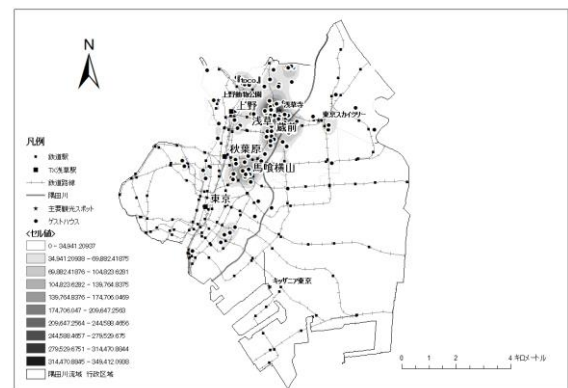 N
『toco.』
上野動物公園
上野
浅草寺
浅草
東京スカイツリー
蔵前
秋葉原
馬喰横山
東京
キッザニア東京
凡例
鉄道駅
TX浅草駅
鉄道路線
隅田川
主要観光スポット
ゲストハウス
<セル値>
0 - 34,941.20937
34,941.20938 - 69,882.41875
69,882.41876 - 104,823.6281
104,823.6282 - 139,764.8375
139,764.8376 - 174,706.0469
174,706.047 - 209,647.2563
209,647.2564 - 244,588.4656
244,588.4657 - 279,529.675
279,529.6751 - 314,470.8844
314,470.8845 - 349,412.0938
隅田川流域 行政区域
0 1 2 4 キロメートル